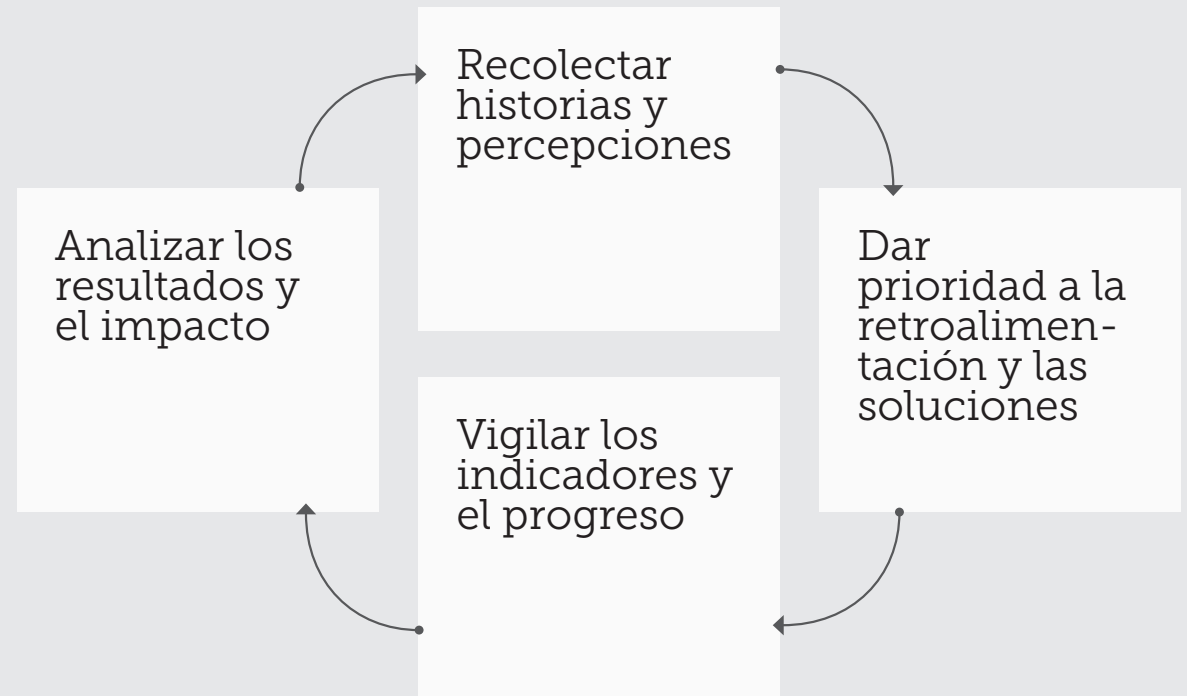 Recolectar
historias y
percepciones
Analizar los
resultados y
el impacto
Dar
prioridad a la
retroalimen-
tación y las
soluciones
Vigilar los
indicadores y
el progreso